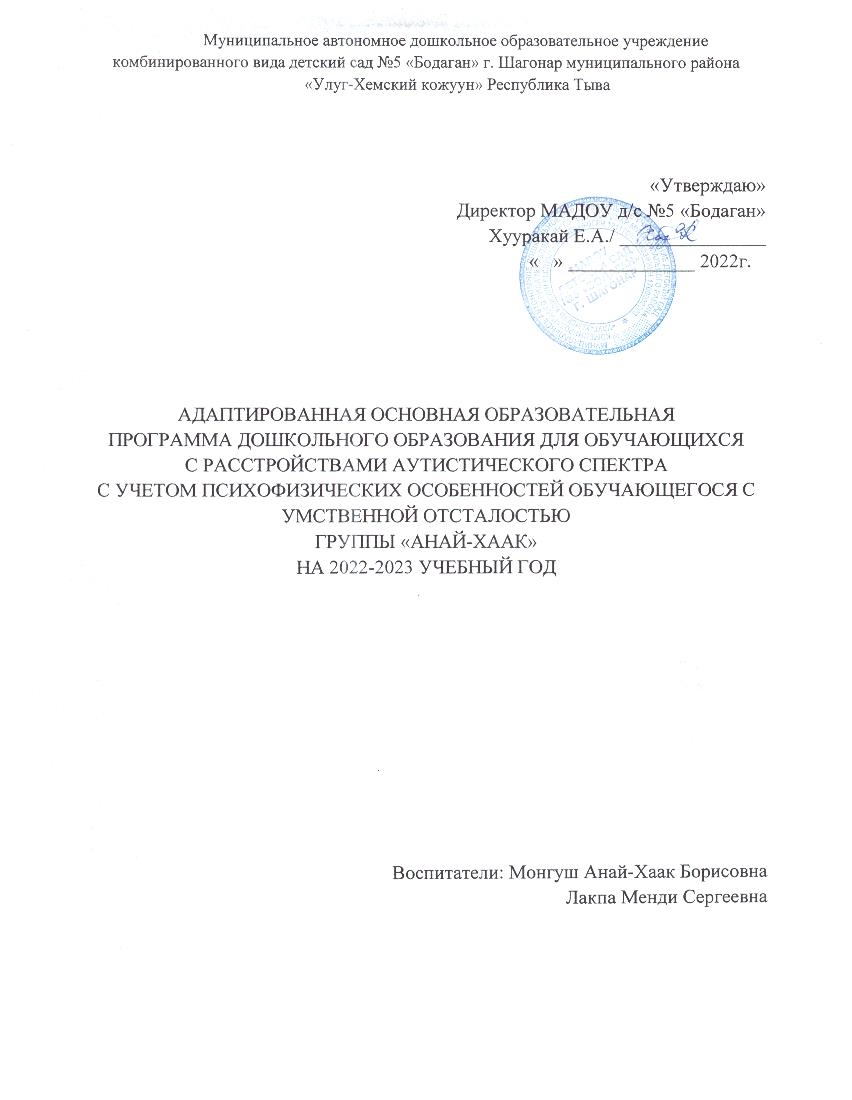 Муниципальное автономное дошкольное образовательное учреждение
комбинированного вида детский сад №5 «Бодаган» г. Шагонар муниципального района
«Улуг-Хемский кожуун» Республика Тыва
«Утверждаю»
Директор МАДОУ д/с №5 «Бодаган»
Хууракай Е.А./ _______________
« » _____________ 2022г.
АДАПТИРОВАННАЯ ОСНОВНАЯ ОБРАЗОВАТЕЛЬНАЯ
ПРОГРАММА ДОШКОЛЬНОГО ОБРАЗОВАНИЯ ДЛЯ ОБУЧАЮЩИХСЯ
С РАССТРОЙСТВАМИ АУТИСТИЧЕСКОГО СПЕКТРА
С УЧЕТОМ ПСИХОФИЗИЧЕСКИХ ОСОБЕННОСТЕЙ ОБУЧАЮЩЕГОСЯ С
УМСТВЕННОЙ ОТСТАЛОСТЬЮ
ГРУППЫ «АНАЙ-ХААК»
НА 2022-2023 УЧЕБНЫЙ ГОД
Воспитатели: Монгуш Анай-Хаак Борисовна
Лакпа Менди Сергеевна